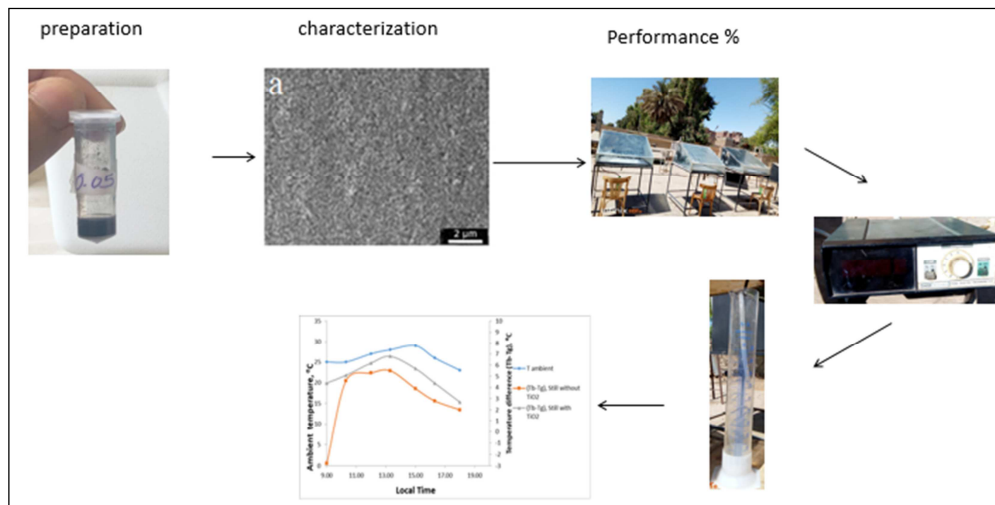 preparation
characterization
Performance %
0.05
a
2 µm
Ambient temperature, °C
35
30
25
20
15
10
5
0
9.00
11.00
13.00
15.00
17.00
19.00
Local Time
10
9
8
7
6
5
4
3
2
1
0
-1
-2
-3
Temperature difference (Tb-Tg), °C
T ambient
(Tb-Tg), Still without
TiO2
(Tb-Tg), Still with
TiO2